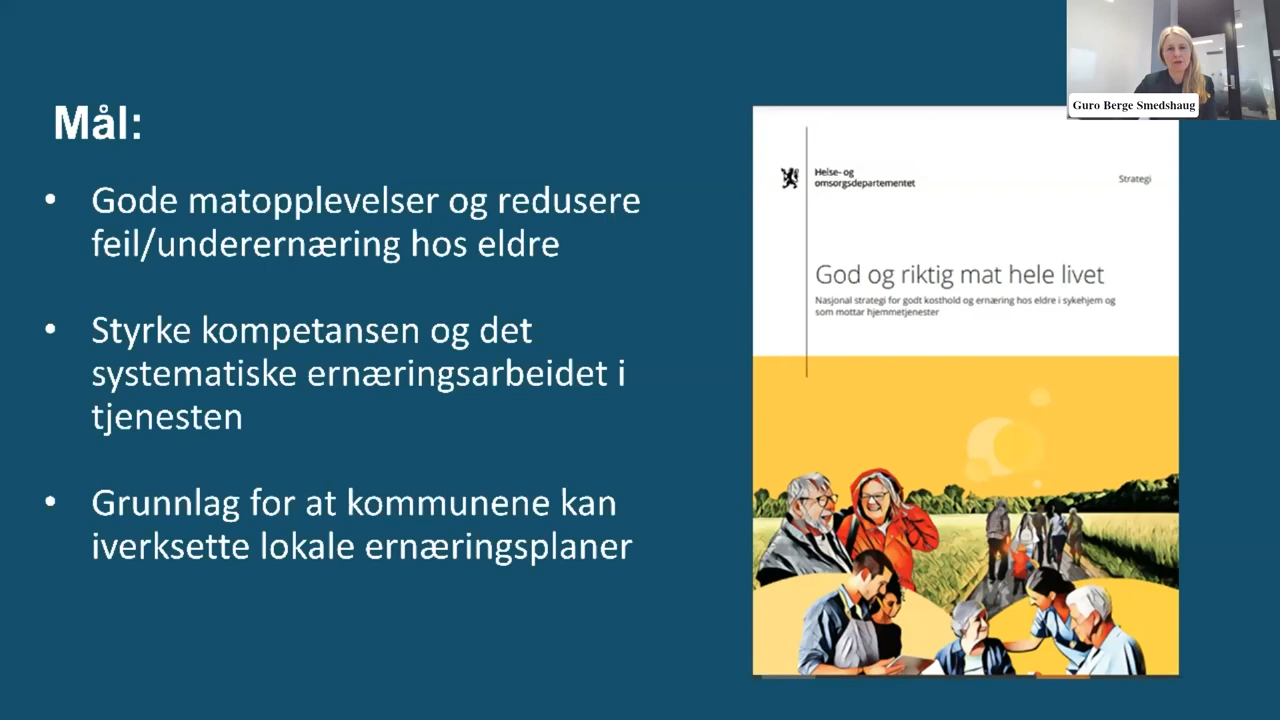 Guro Berge Smedshaug
Mål:
• Gode matopplevelser og redusere
feil/underernæring hos eldre
• Styrke kompetansen og det
systematiske ernæringsarbeidet i
tjenesten
• Grunnlag for at kommunene kan
iverksette lokale ernæringsplaner
Helse- og
omsorgsdepartementet
Strategi
God og riktig mat hele livet
Nasjonal strategi for godt kosthold og ernæring hos eldre i sykehjem og
som mottar hjemmetjenester